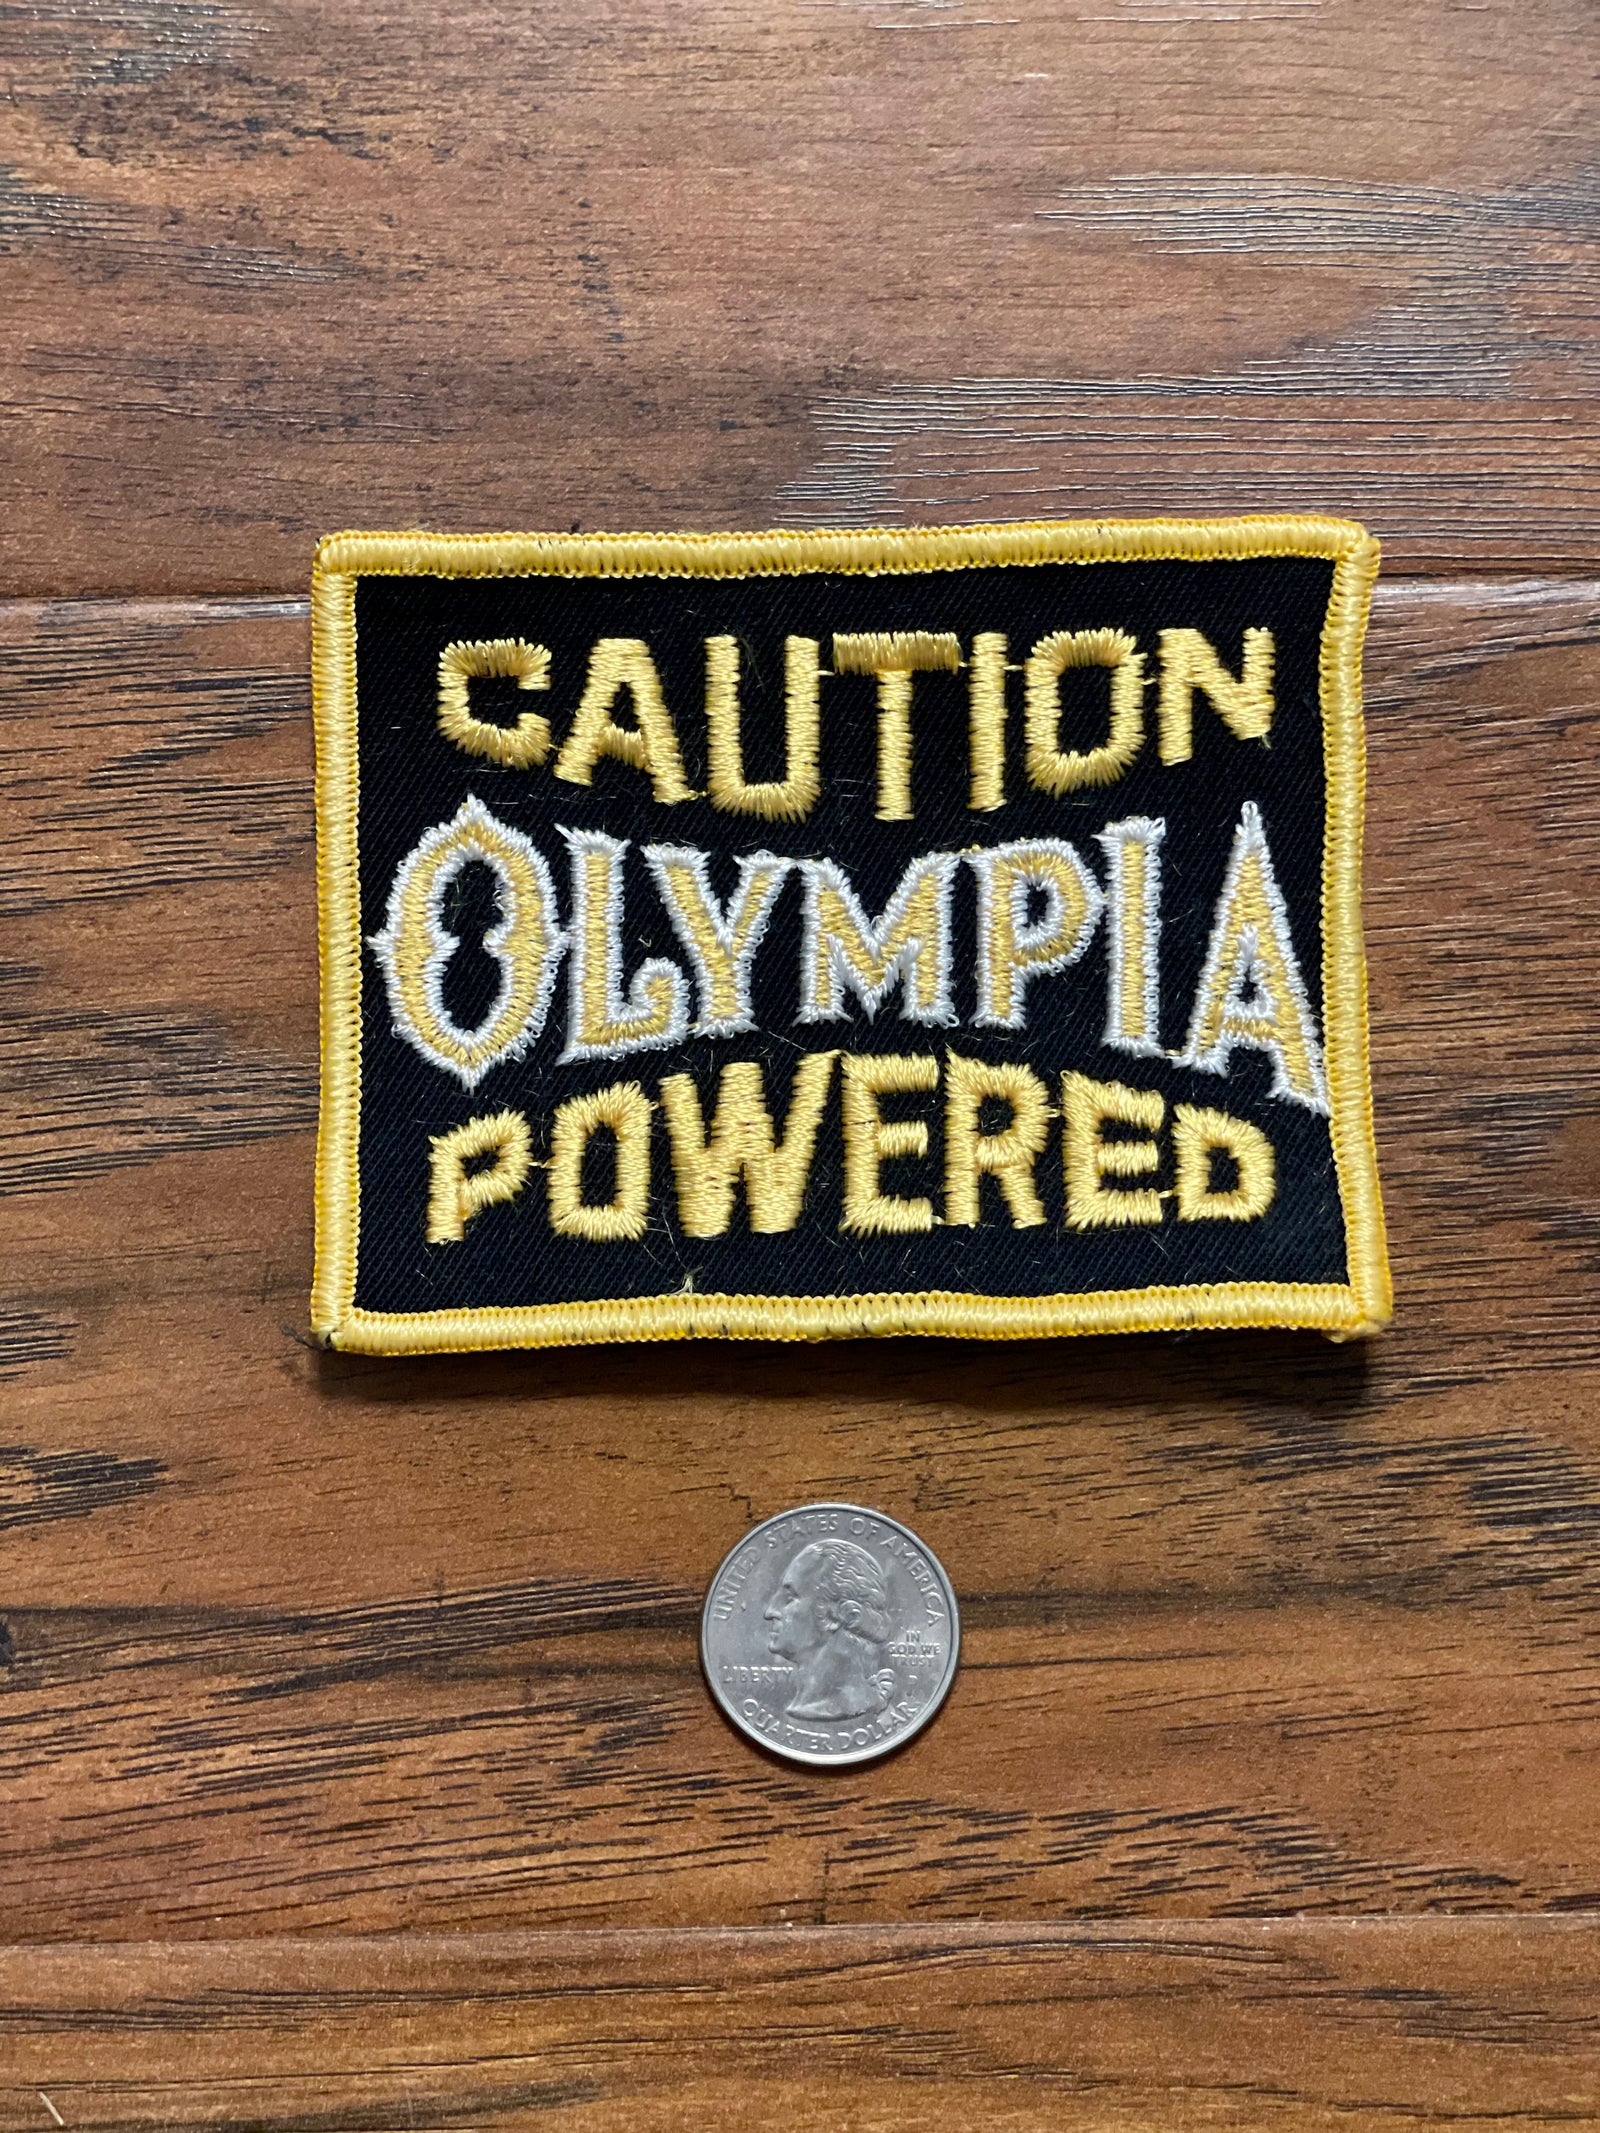 CAUTION
OLYMPIA
POWERED
UNITED STATES OF AMERICA
IN
GOD WE
TRUST
LIBERTY
D
QUARTER DOLLAR